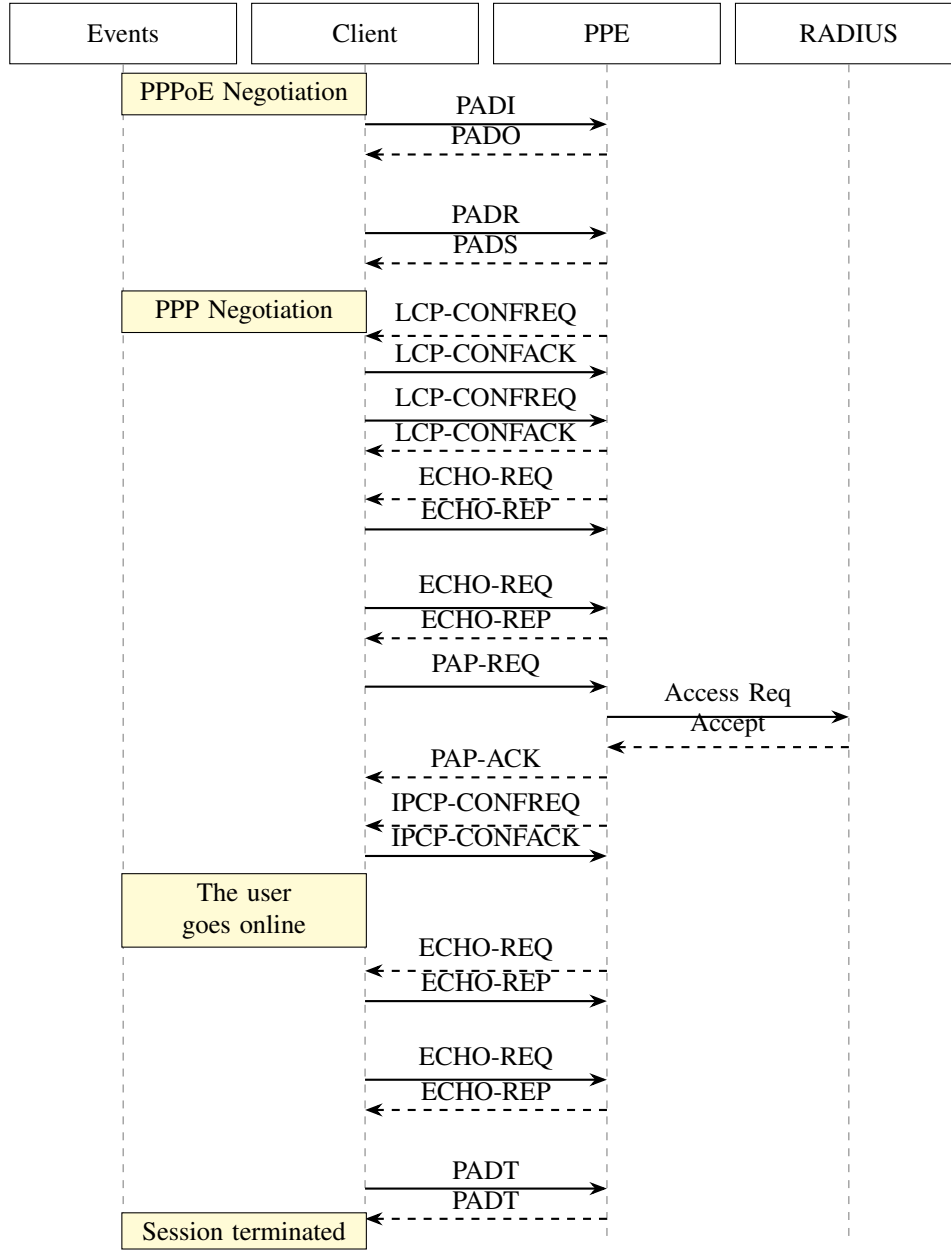 Events
Client
PPE
RADIUS
PPPoE Negotiation
PADI
PADO
PADR
PADS
PPP Negotiation
LCP-CONFREQ
LCP-CONFACK
LCP-CONFREQ
LCP-CONFACK
ECHO-REQ
ECHO-REP
ECHO-REQ
ECHO-REP
PAP-REQ
Access Req
Accept
PAP-ACK
IPCP-CONFREQ
IPCP-CONFACK
The user
goes online
ECHO-REQ
ECHO-REP
ECHO-REQ
ECHO-REP
PADT
PADT
Session terminated